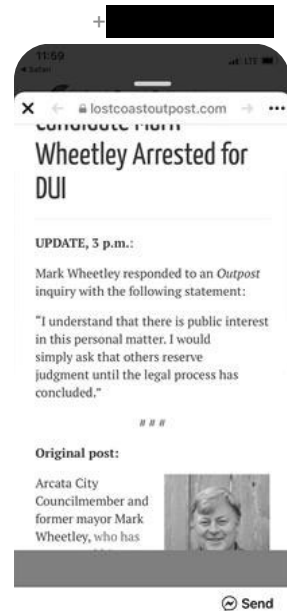 +
11:59
LTE
◀ Safari
lostcoastoutpost.com
Candidate Mark
Wheetley Arrested for
DUI
UPDATE, 3 p.m.:
Mark Wheetley responded to an Outpost
inquiry with the following statement:
“I understand that there is public interest
in this personal matter. I would
simply ask that others reserve
judgment until the legal process has
concluded.”
# # #
Original post:
Arcata City
Councilmember and
former mayor Mark
Wheetley, who has
Send